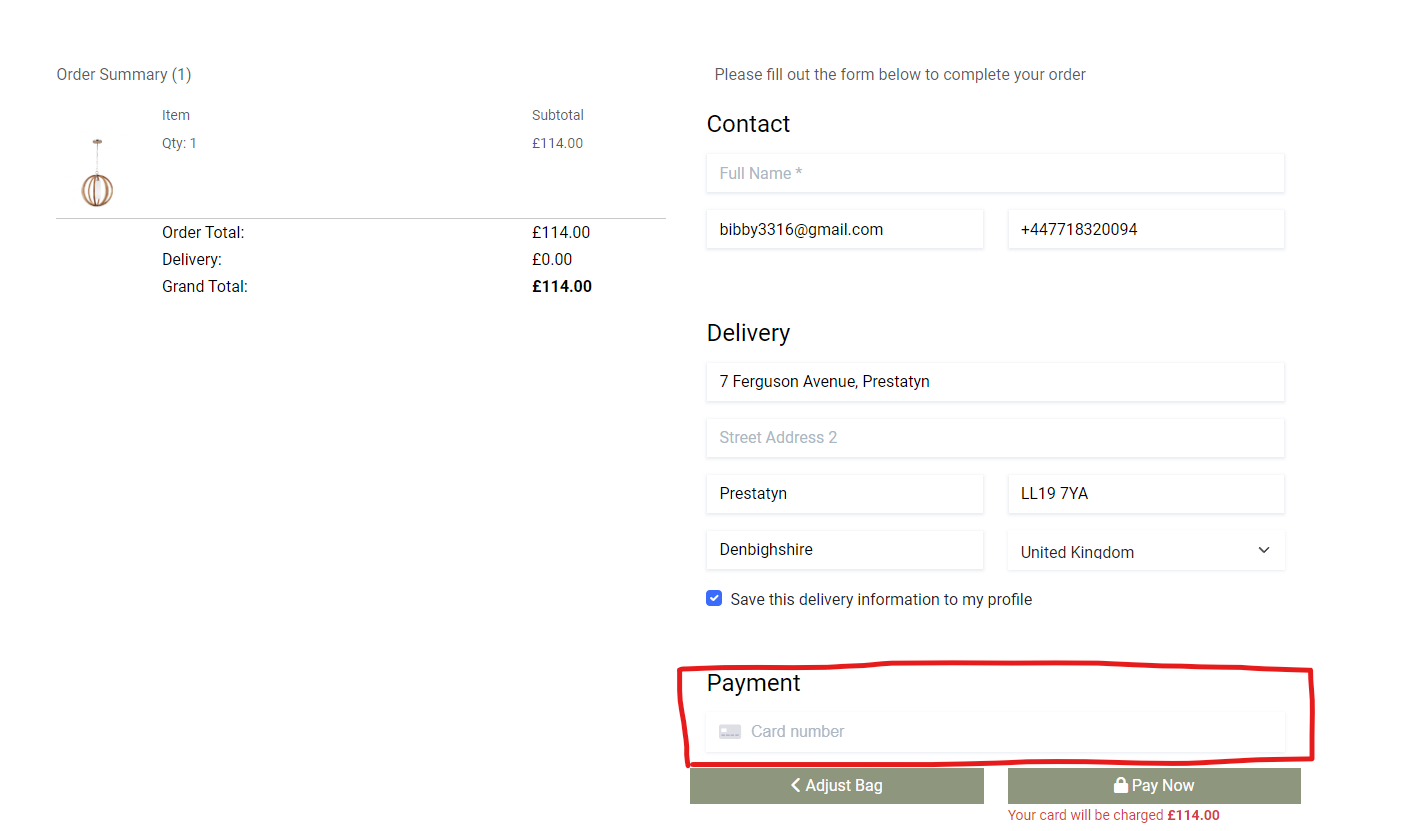 Order Summary (1)
Item Subtotal
Qty: 1 £114.00
Order Total: £114.00
Delivery: £0.00
Grand Total: £114.00
Please fill out the form below to complete your order
Contact
Full Name *
bibby3316@gmail.com +447718320094
Delivery
7 Ferguson Avenue, Prestatyn
Street Address 2
Prestatyn LL19 7YA
Denbighshire United Kingdom
Save this delivery information to my profile
Payment
Card number
Adjust Bag Pay Now
Your card will be charged £114.00